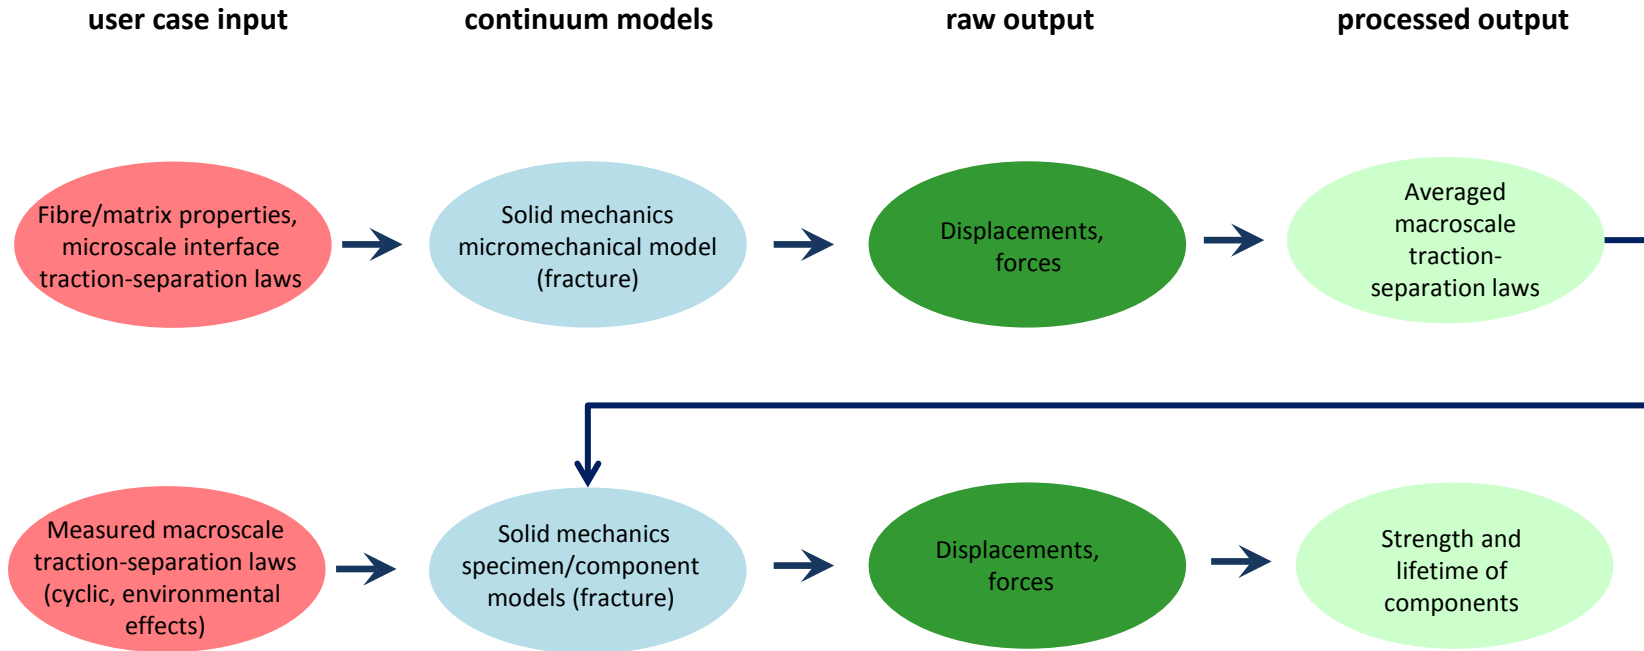 user case input
continuum models
raw output
processed output
Fibre/matrix properties,
microscale interface
traction-separation laws
Solid mechanics
micromechanical model
(fracture)
Displacements,
forces
Averaged
macroscale
traction-
separation laws
Measured macroscale
traction-separation laws
(cyclic, environmental
effects)
Solid mechanics
specimen/component
models (fracture)
Displacements,
forces
Strength and
lifetime of
components